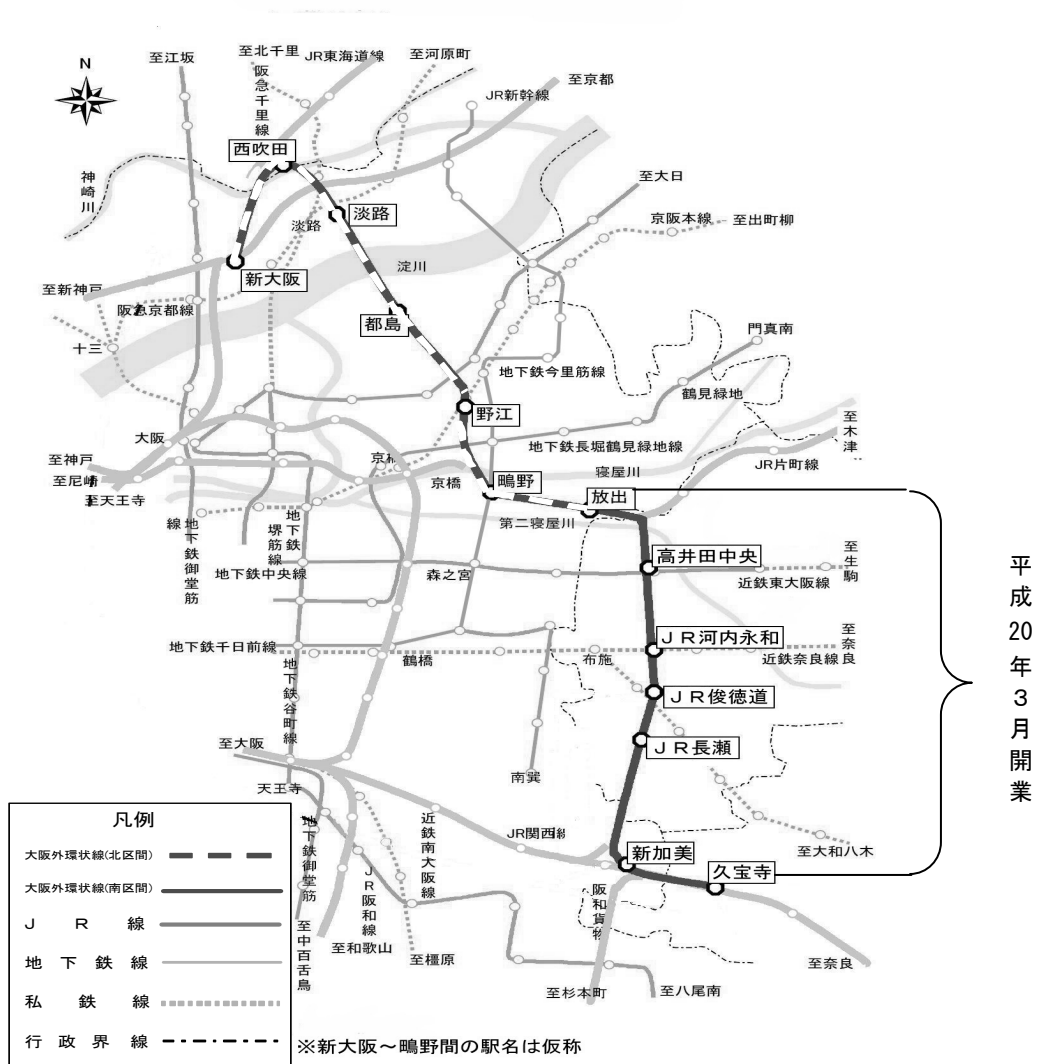 至江坂
至北千里
JR東海道線
至河原町
N
阪急千里線
至京都
JR新幹線
西吹田
神崎川
至大日
淡路
淡路
京阪本線
至出町柳
淀川
新大阪
至新神戸
阪急京都線
都島
十三
門真南
地下鉄今里筋線
鶴見緑地
野江
大阪
地下鉄長堀鶴見緑地線
至木津
至神戸
京橋
JR片町線
至尼崎
京橋
寝屋川
至天王寺
鴫野
放出
地下鉄御堂筋線
地下鉄堺筋線
第二寝屋川
高井田中央
至生駒
地下鉄中央線
森之宮
近鉄東大阪線
平成20年3月開業
JR河内永和
至奈良
地下鉄千日前線
鶴橋
布施
近鉄奈良線
地下鉄谷町線
JR俊徳道
至大阪
JR長瀬
南巽
天王寺
凡例
大阪外環状線(北区間)
大阪外環状線(南区間)
JR線
地下鉄線
私鉄線
行政界線
地下鉄御堂筋
JR阪和線
近鉄南大阪線
JR関西線
新加美
久宝寺
至大和八木
阪和貨物
至中百舌鳥
至和歌山
至橿原
至奈良
至杉本町
至八尾南
※新大阪～鴫野間の駅名は仮称